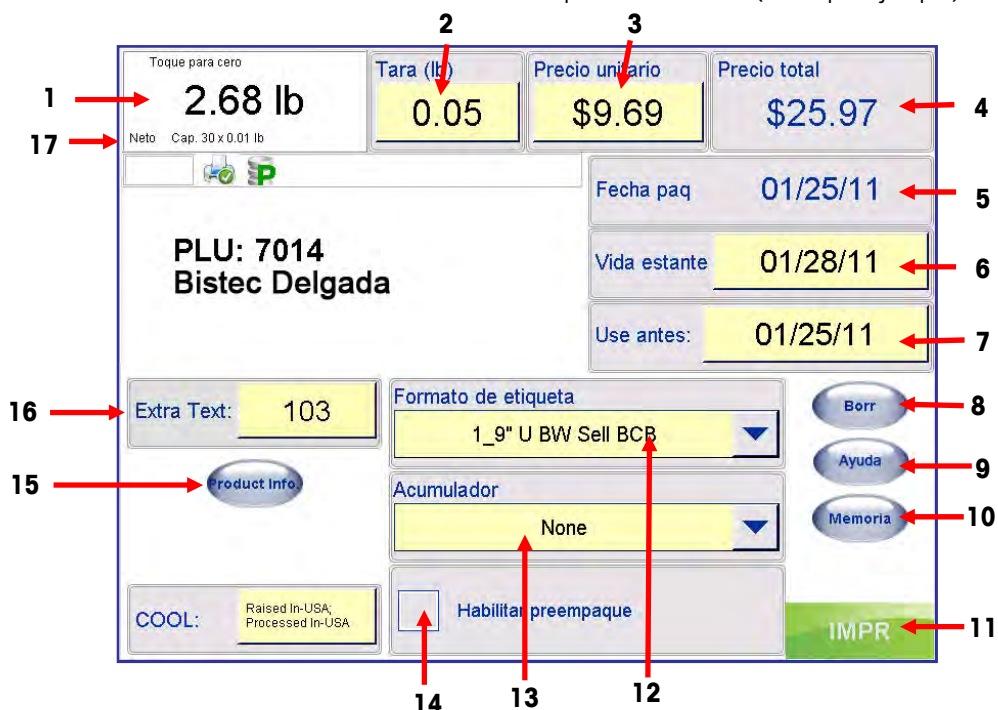 2
3
Toque para cero
2.68 lb
Neto Cap. 30 x 0.01 lb
Tara (lb)
0.05
Precio unitario
$9.69
Precio total
$25.97
1
17
4
Fecha paq 01/25/11
5
PLU: 7014
Bistec Delgada
Vida estante 01/28/11
6
Use antes: 01/25/11
7
16
Extra Text: 103
Formato de etiqueta
1_9" U BW Sell BCB
Borr
8
15
Product Info.
Ayuda
9
Acumulador
None
Memoria
10
COOL: Raised In-USA;
Processed In-USA
Habilitar preempaque
IMPR
11
14
13
12